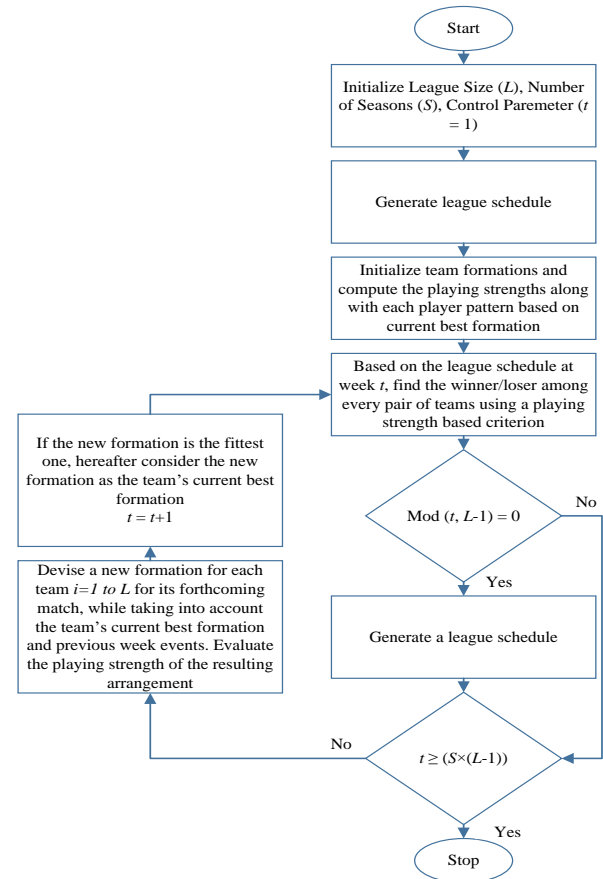 Start
Initialize League Size (L), Number
of Seasons (S), Control Paremeter (t
= 1)
Generate league schedule
Initialize team formations and
compute the playing strengths along
with each player pattern based on
current best formation
Based on the league schedule at
week t, find the winner/loser among
every pair of teams using a playing
strength based criterion
If the new formation is the fittest
one, hereafter consider the new
formation as the team's current best
formation
t = t+1
No
Mod (t, L-1) = 0
Yes
Devise a new formation for each
team i=1 to L for its forthcoming
match, while taking into account
the team's current best formation
and previous week events. Evaluate
the playing strength of the resulting
arrangement
Generate a league schedule
No
t ≥ (S×(L-1))
Yes
Stop